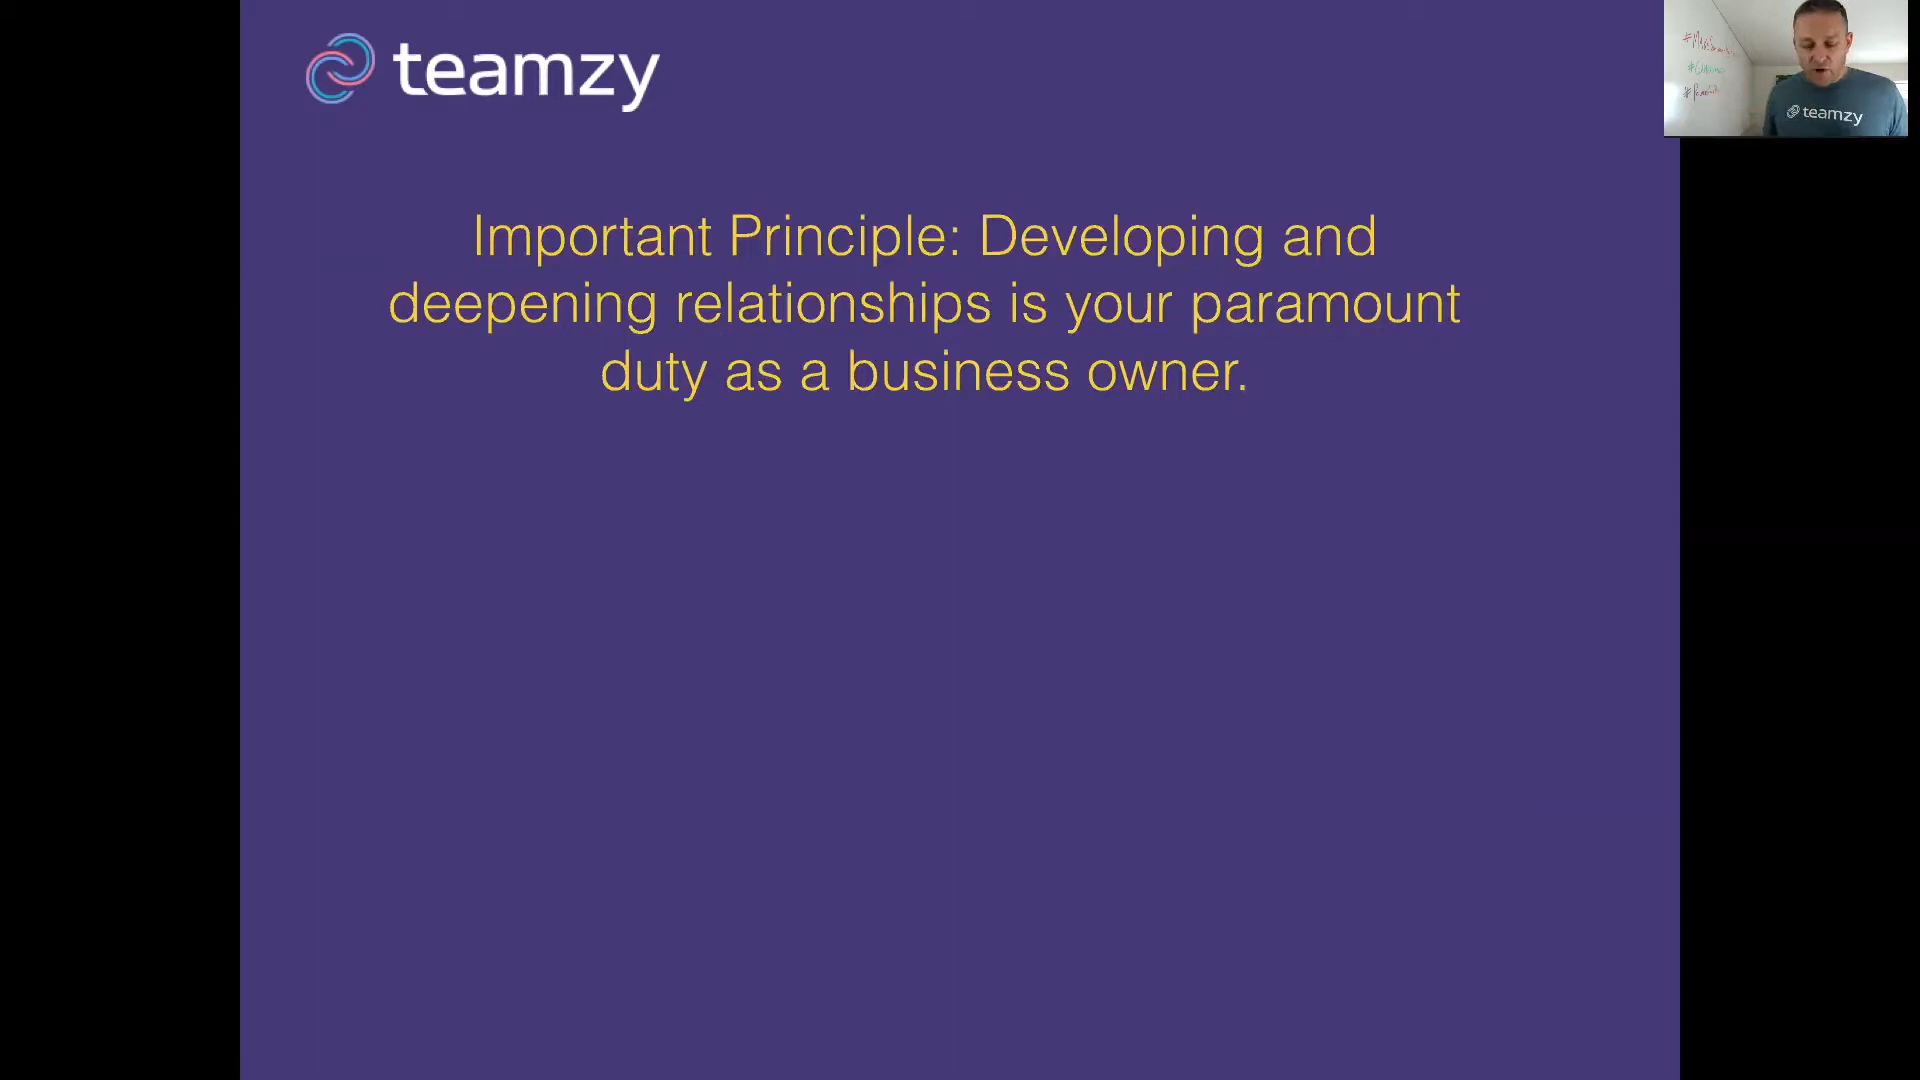 teamzy
Important Principle: Developing and
deepening relationships is your paramount
duty as a business owner.
teamzy